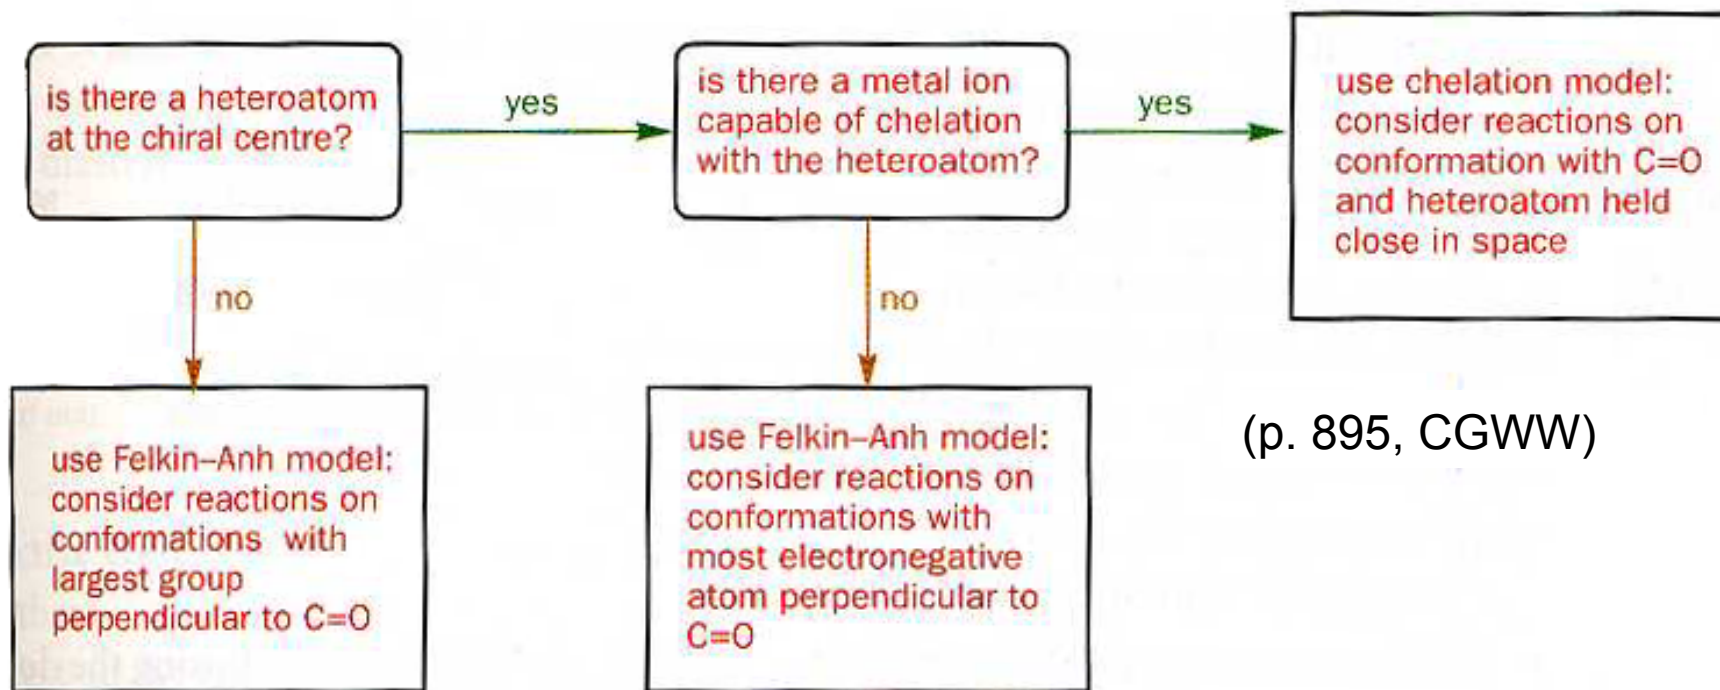 is there a heteroatom
at the chiral centre?
yes
is there a metal ion
capable of chelation
with the heteroatom?
yes
use chelation model:
consider reactions on
conformation with C=O
and heteroatom held
close in space
no
no
use Felkin–Anh model:
consider reactions on
conformations with
largest group
perpendicular to C=O
use Felkin–Anh model:
consider reactions on
conformations with
most electronegative
atom perpendicular to
C=O
(p. 895, CGWW)